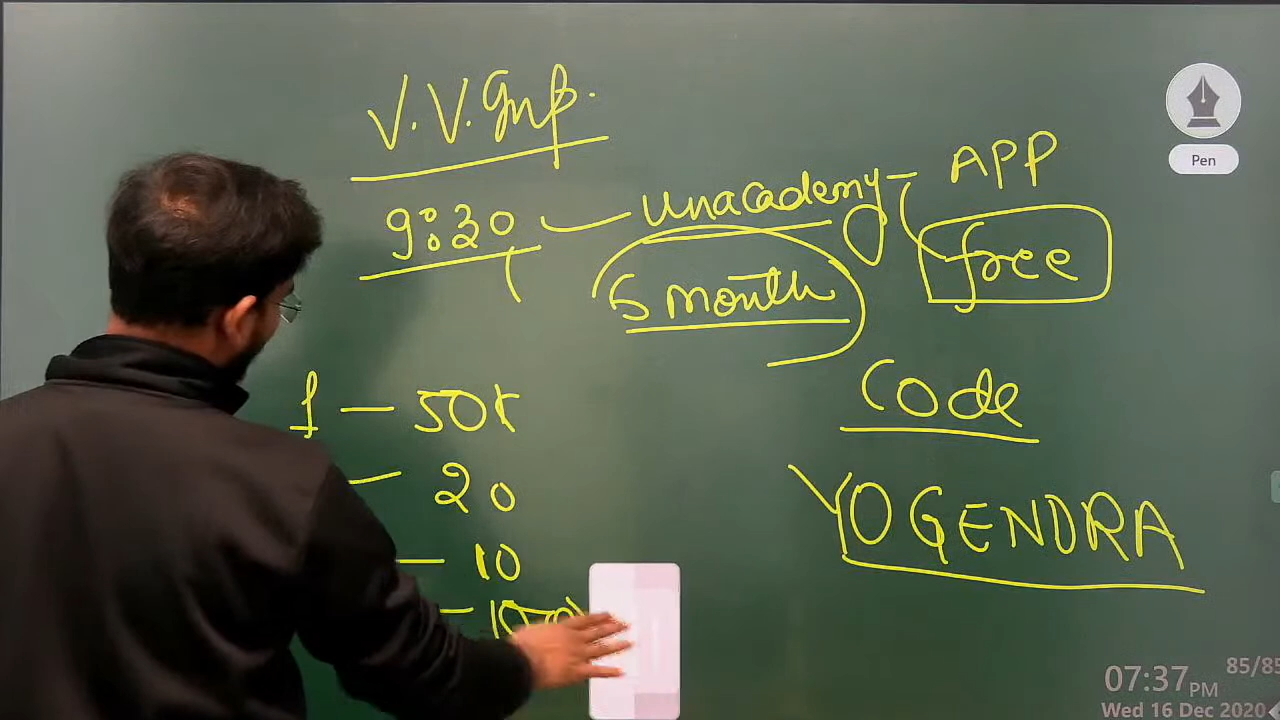 V.V.Gmp.
9:30 — unacademy - APP
free
5 month
1 — 50k
Code
— 20
YOGENDRA
— 10
Pen
07:37 PM
85/85
Wed 16 Dec 2020